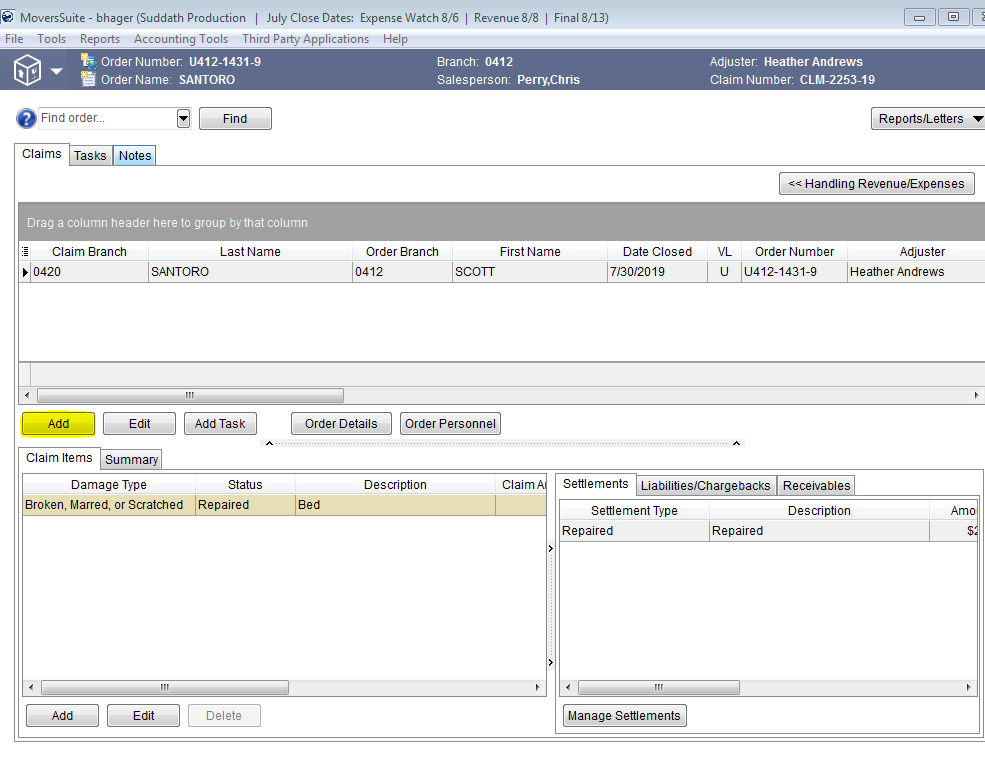 MoversSuite - bhager (Suddath Production | July Close Dates: Expense Watch 8/6 | Revenue 8/8 | Final 8/13)
File Tools Reports Accounting Tools Third Party Applications Help
Order Number: U412-1431-9 Branch: 0412 Adjuster: Heather Andrews
Order Name: SANTORO Salesperson: Perry,Chris Claim Number: CLM-2253-19
? Find order... Find Reports/Letters
Claims Tasks Notes
<< Handling Revenue/Expenses
Drag a column header here to group by that column
Claim Branch Last Name Order Branch First Name Date Closed VL Order Number Adjuster
0420 SANTORO 0412 SCOTT 7/30/2019 U U412-1431-9 Heather Andrews
Add Edit Add Task Order Details Order Personnel
Claim Items Summary
Damage Type Status Description Claim A
Broken, Marred, or Scratched Repaired Bed
Settlements Liabilities/Chargebacks Receivables
Settlement Type Description Amou
Repaired Repaired $2
Add Edit Delete
Manage Settlements